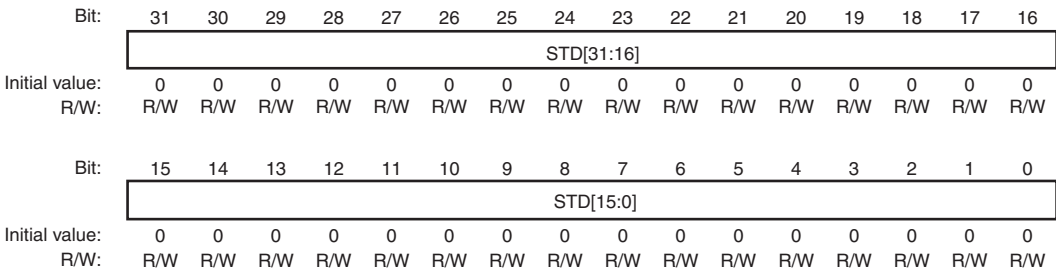 Bit: 31 30 29 28 27 26 25 24 23 22 21 20 19 18 17 16
STD[31:16]
Initial value: 0 0 0 0 0 0 0 0 0 0 0 0 0 0 0 0
R/W: R/W R/W R/W R/W R/W R/W R/W R/W R/W R/W R/W R/W R/W R/W R/W R/W
Bit: 15 14 13 12 11 10 9 8 7 6 5 4 3 2 1 0
STD[15:0]
Initial value: 0 0 0 0 0 0 0 0 0 0 0 0 0 0 0 0
R/W: R/W R/W R/W R/W R/W R/W R/W R/W R/W R/W R/W R/W R/W R/W R/W R/W